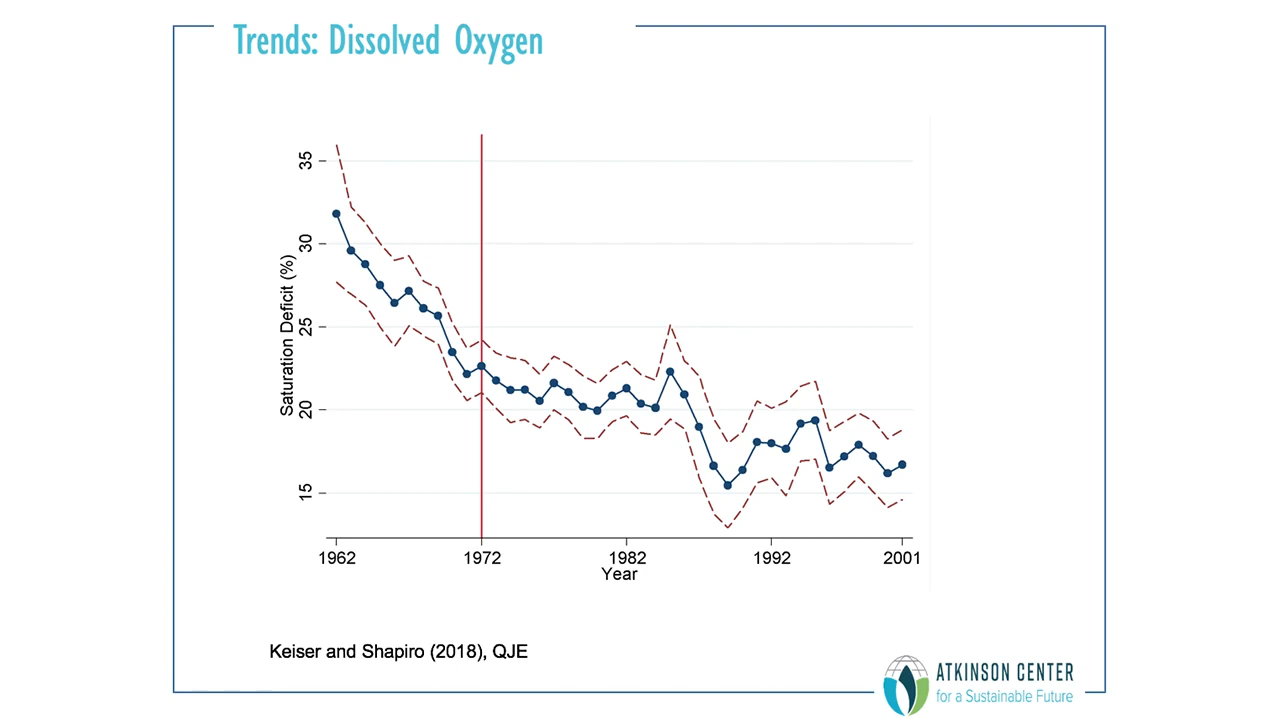 Trends: Dissolved Oxygen
35
30
25
20
15
Saturation Deficit (%)
1962
1972
1982
1992
2001
Year
Keiser and Shapiro (2018), QJE
ATKINSON CENTER
for a Sustainable Future